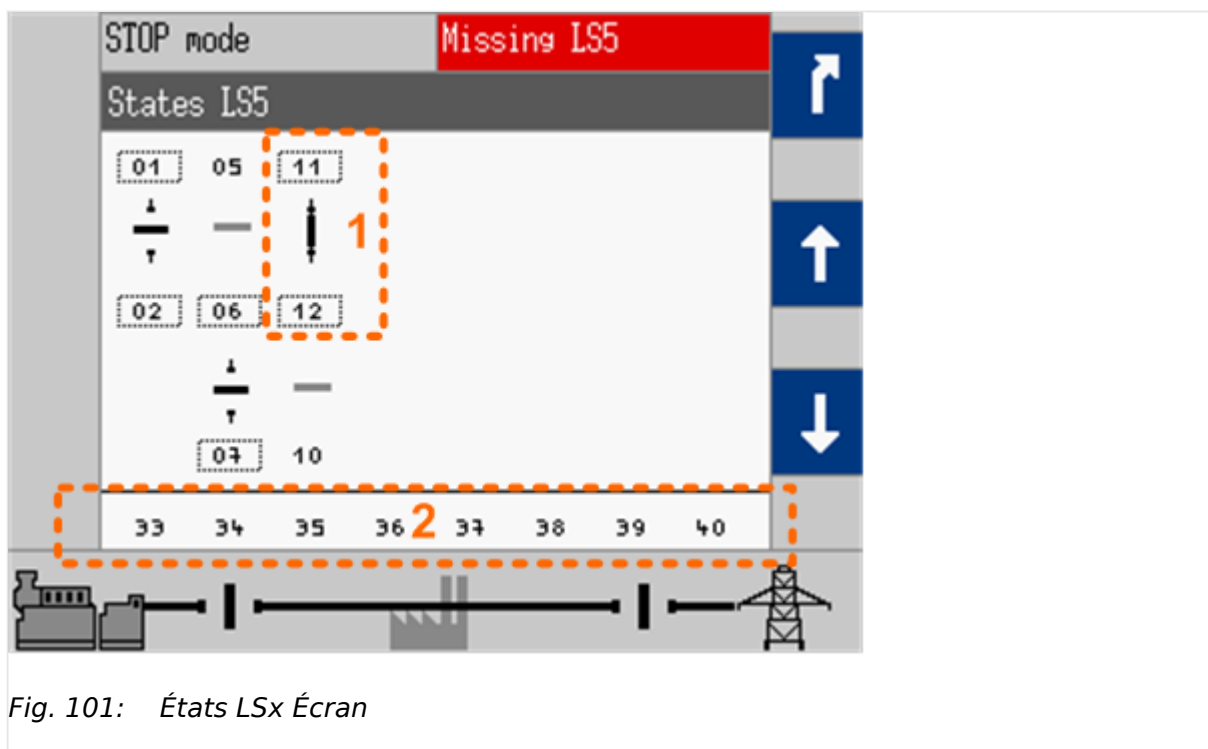 STOP mode Missing LS5
States LS5
01 05 11
1
02 06 12
07 10
33 34 35 36 2 37 38 39 40
Fig. 101: États LSx Écran